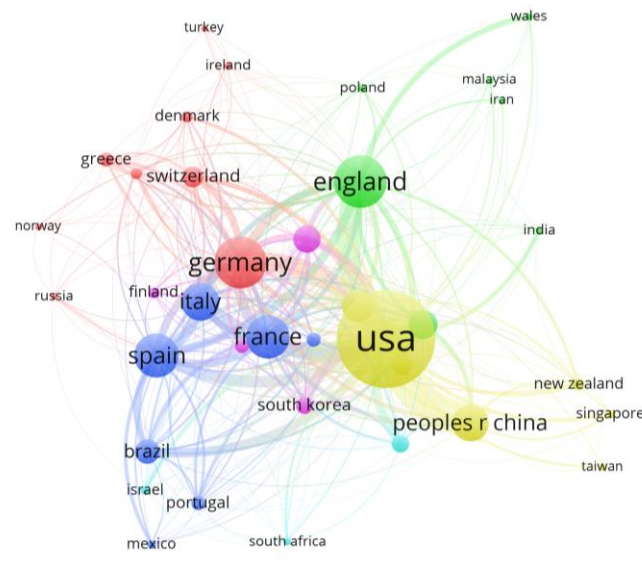 wales
turkey
ireland
malaysia
poland
iran
denmark
greece
switzerland
england
norway
india
germany
finland
russia
italy
france
usa
spain
new zealand
south korea
singapore
peoples r china
brazil
taiwan
israel
portugal
mexico
south africa